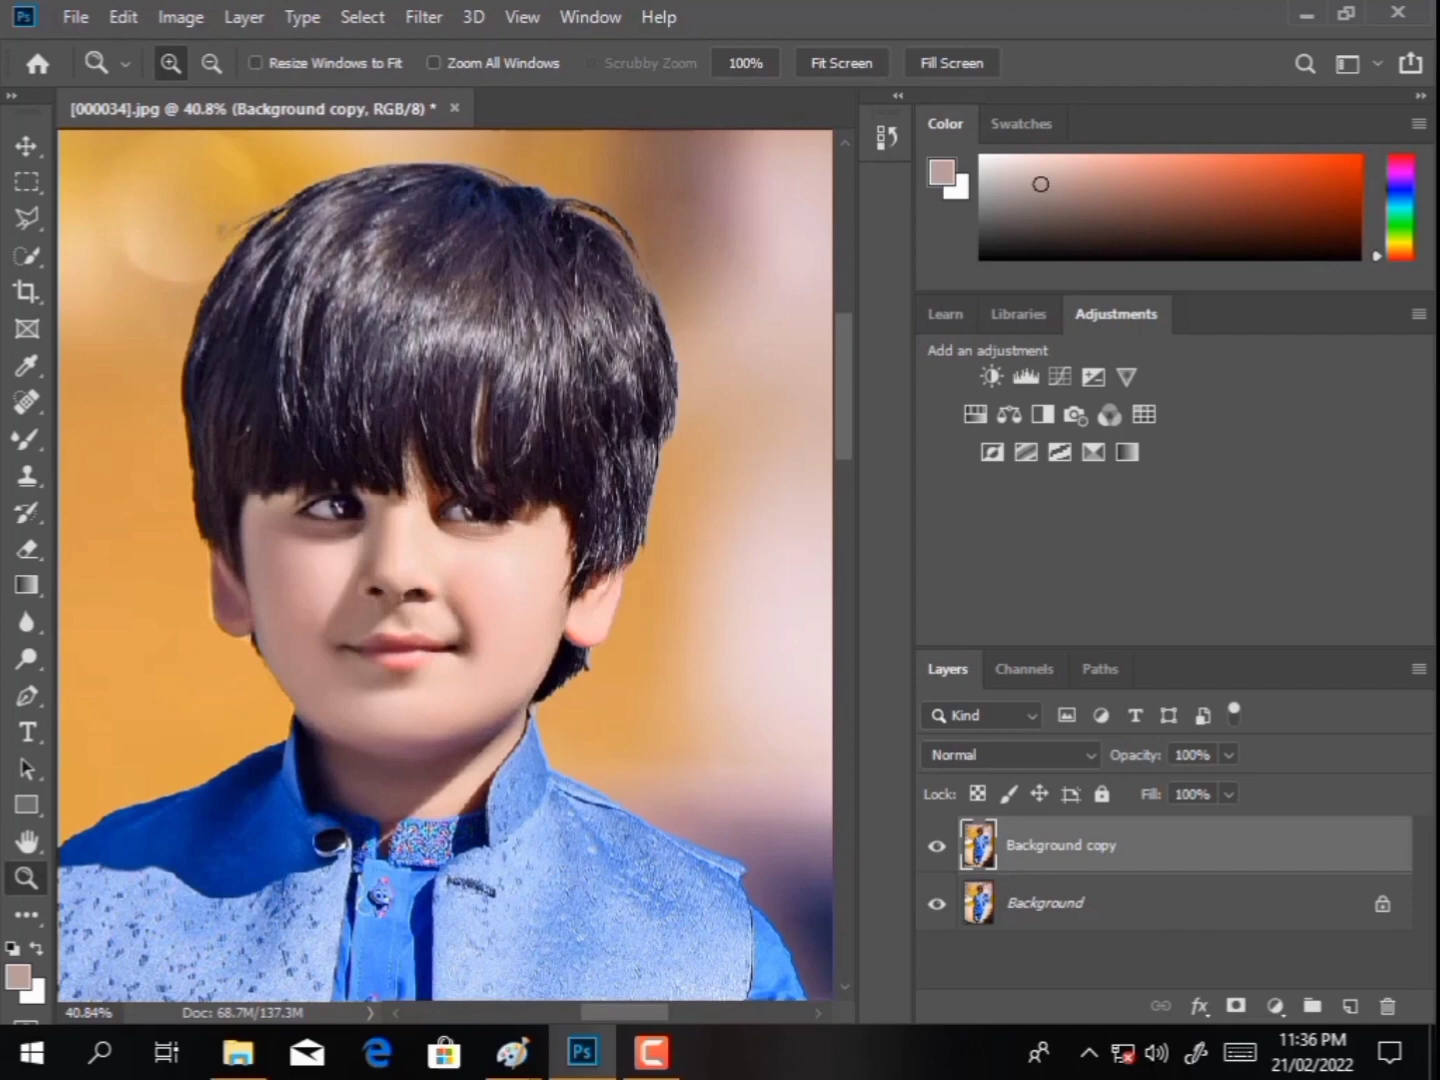 Ps File Edit Image Layer Type Select Filter 3D View Window Help
Resize Windows to Fit Zoom All Windows Scrubby Zoom 100% Fit Screen Fill Screen
[000034].jpg @ 40.8% (Background copy, RGB/8) *
Color Swatches
Learn Libraries Adjustments
Add an adjustment
Layers Channels Paths
Kind
Normal Opacity: 100%
Lock: Fill: 100%
Background copy
Background
40.84% Doc: 68.7M/137.3M
fx
Ps
11:36 PM
21/02/2022